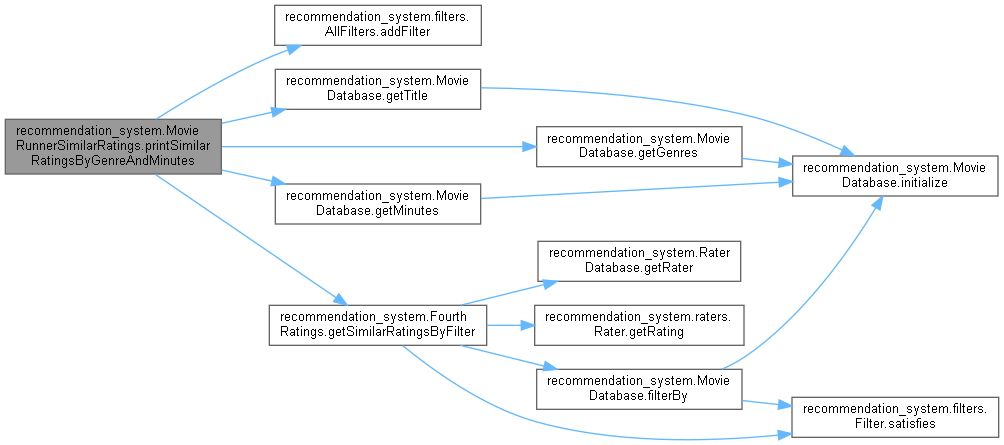 recommendation_system.filters.
AllFilters.addFilter
recommendation_system.Movie
Database.getTitle
recommendation_system.Movie
RunnerSimilarRatings.printSimilar
RatingsByGenreAndMinutes
recommendation_system.Movie
Database.getGenres
recommendation_system.Movie
Database.initialize
recommendation_system.Movie
Database.getMinutes
recommendation_system.Rater
Database.getRater
recommendation_system.Fourth
Ratings.getSimilarRatingsByFilter
recommendation_system.raters.
Rater.getRating
recommendation_system.Movie
Database.filterBy
recommendation_system.filters.
Filter.satisfies